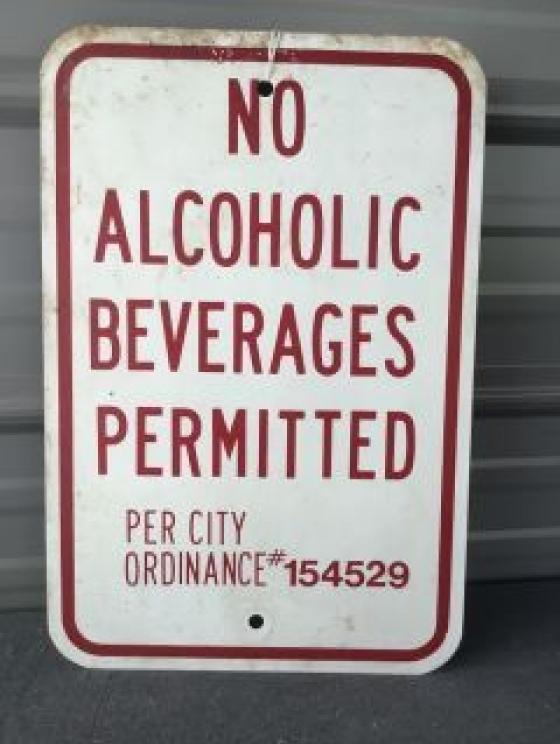 NO
ALCOHOLIC
BEVERAGES
PERMITTED
PER CITY
ORDINANCE #154529